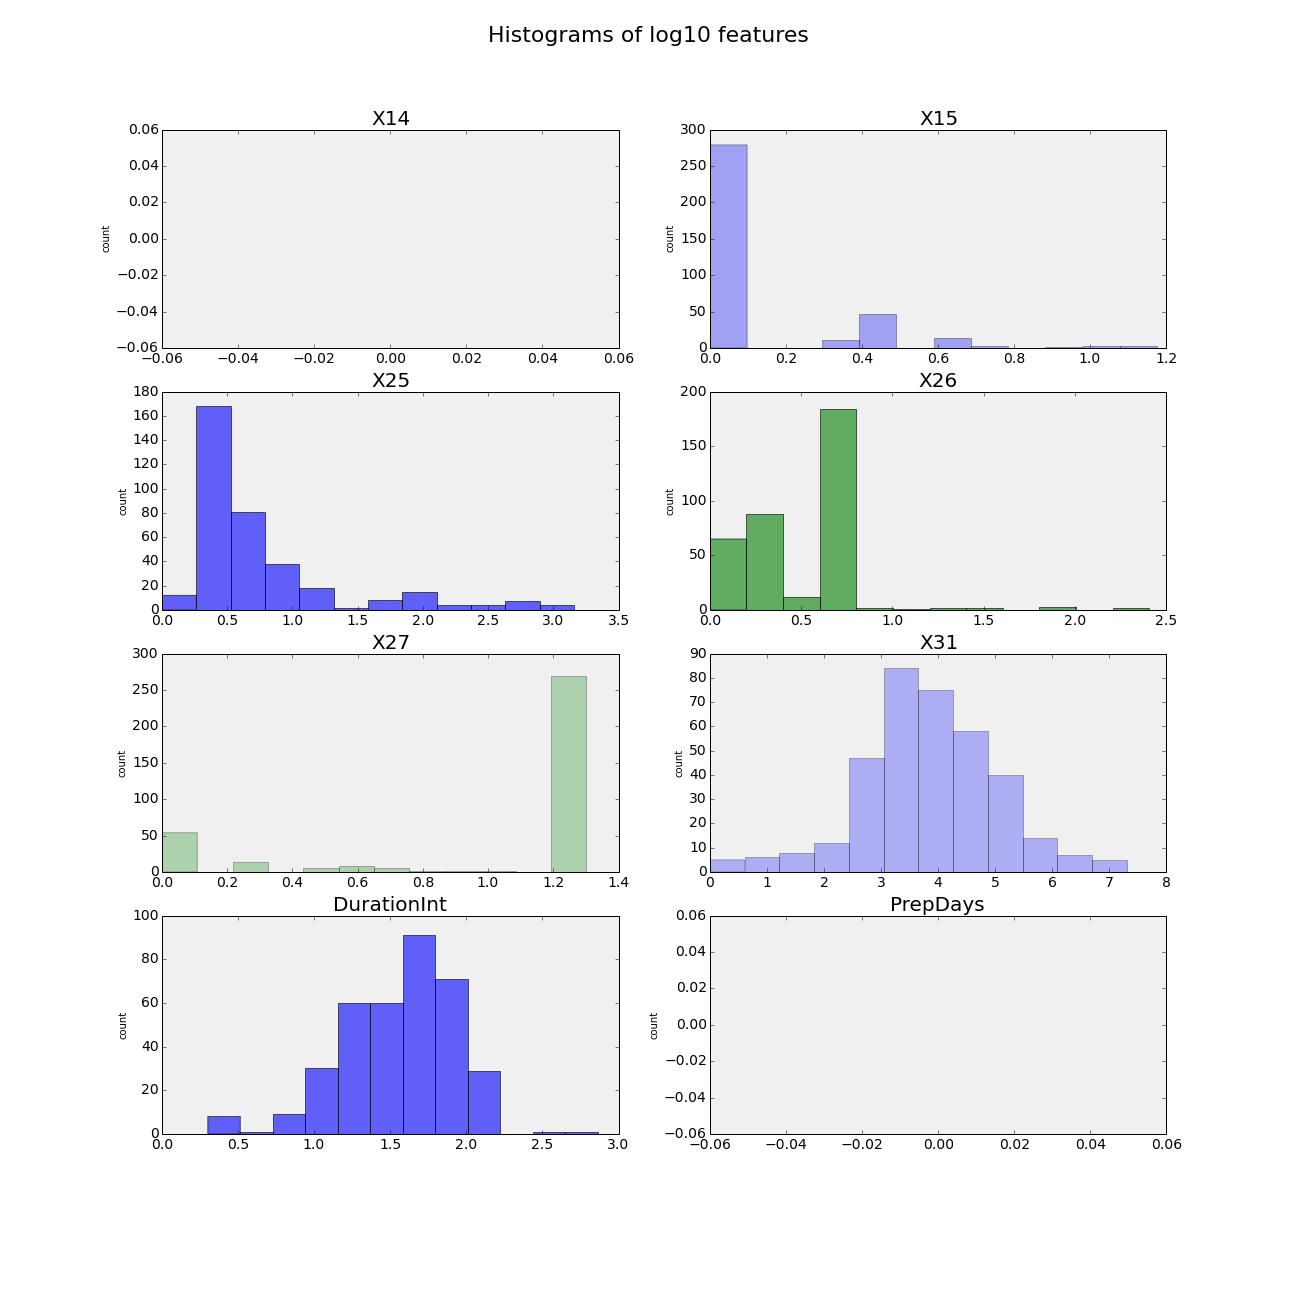 Histograms of log10 features
X14
0.06
0.04
0.02
0.00
−0.02
−0.04
−0.06
count
−0.06 −0.04 −0.02 0.00 0.02 0.04 0.06
X15
300
250
200
150
100
50
0
count
0.0 0.2 0.4 0.6 0.8 1.0 1.2
X25
180
160
140
120
100
80
60
40
20
0
count
0.0 0.5 1.0 1.5 2.0 2.5 3.0 3.5
X26
200
150
100
50
0
count
0.0 0.5 1.0 1.5 2.0 2.5
X27
300
250
200
150
100
50
0
count
0.0 0.2 0.4 0.6 0.8 1.0 1.2 1.4
X31
90
80
70
60
50
40
30
20
10
0
count
0 1 2 3 4 5 6 7 8
DurationInt
100
80
60
40
20
0
count
0.0 0.5 1.0 1.5 2.0 2.5 3.0
PrepDays
0.06
0.04
0.02
0.00
−0.02
−0.04
−0.06
count
−0.06 −0.04 −0.02 0.00 0.02 0.04 0.06